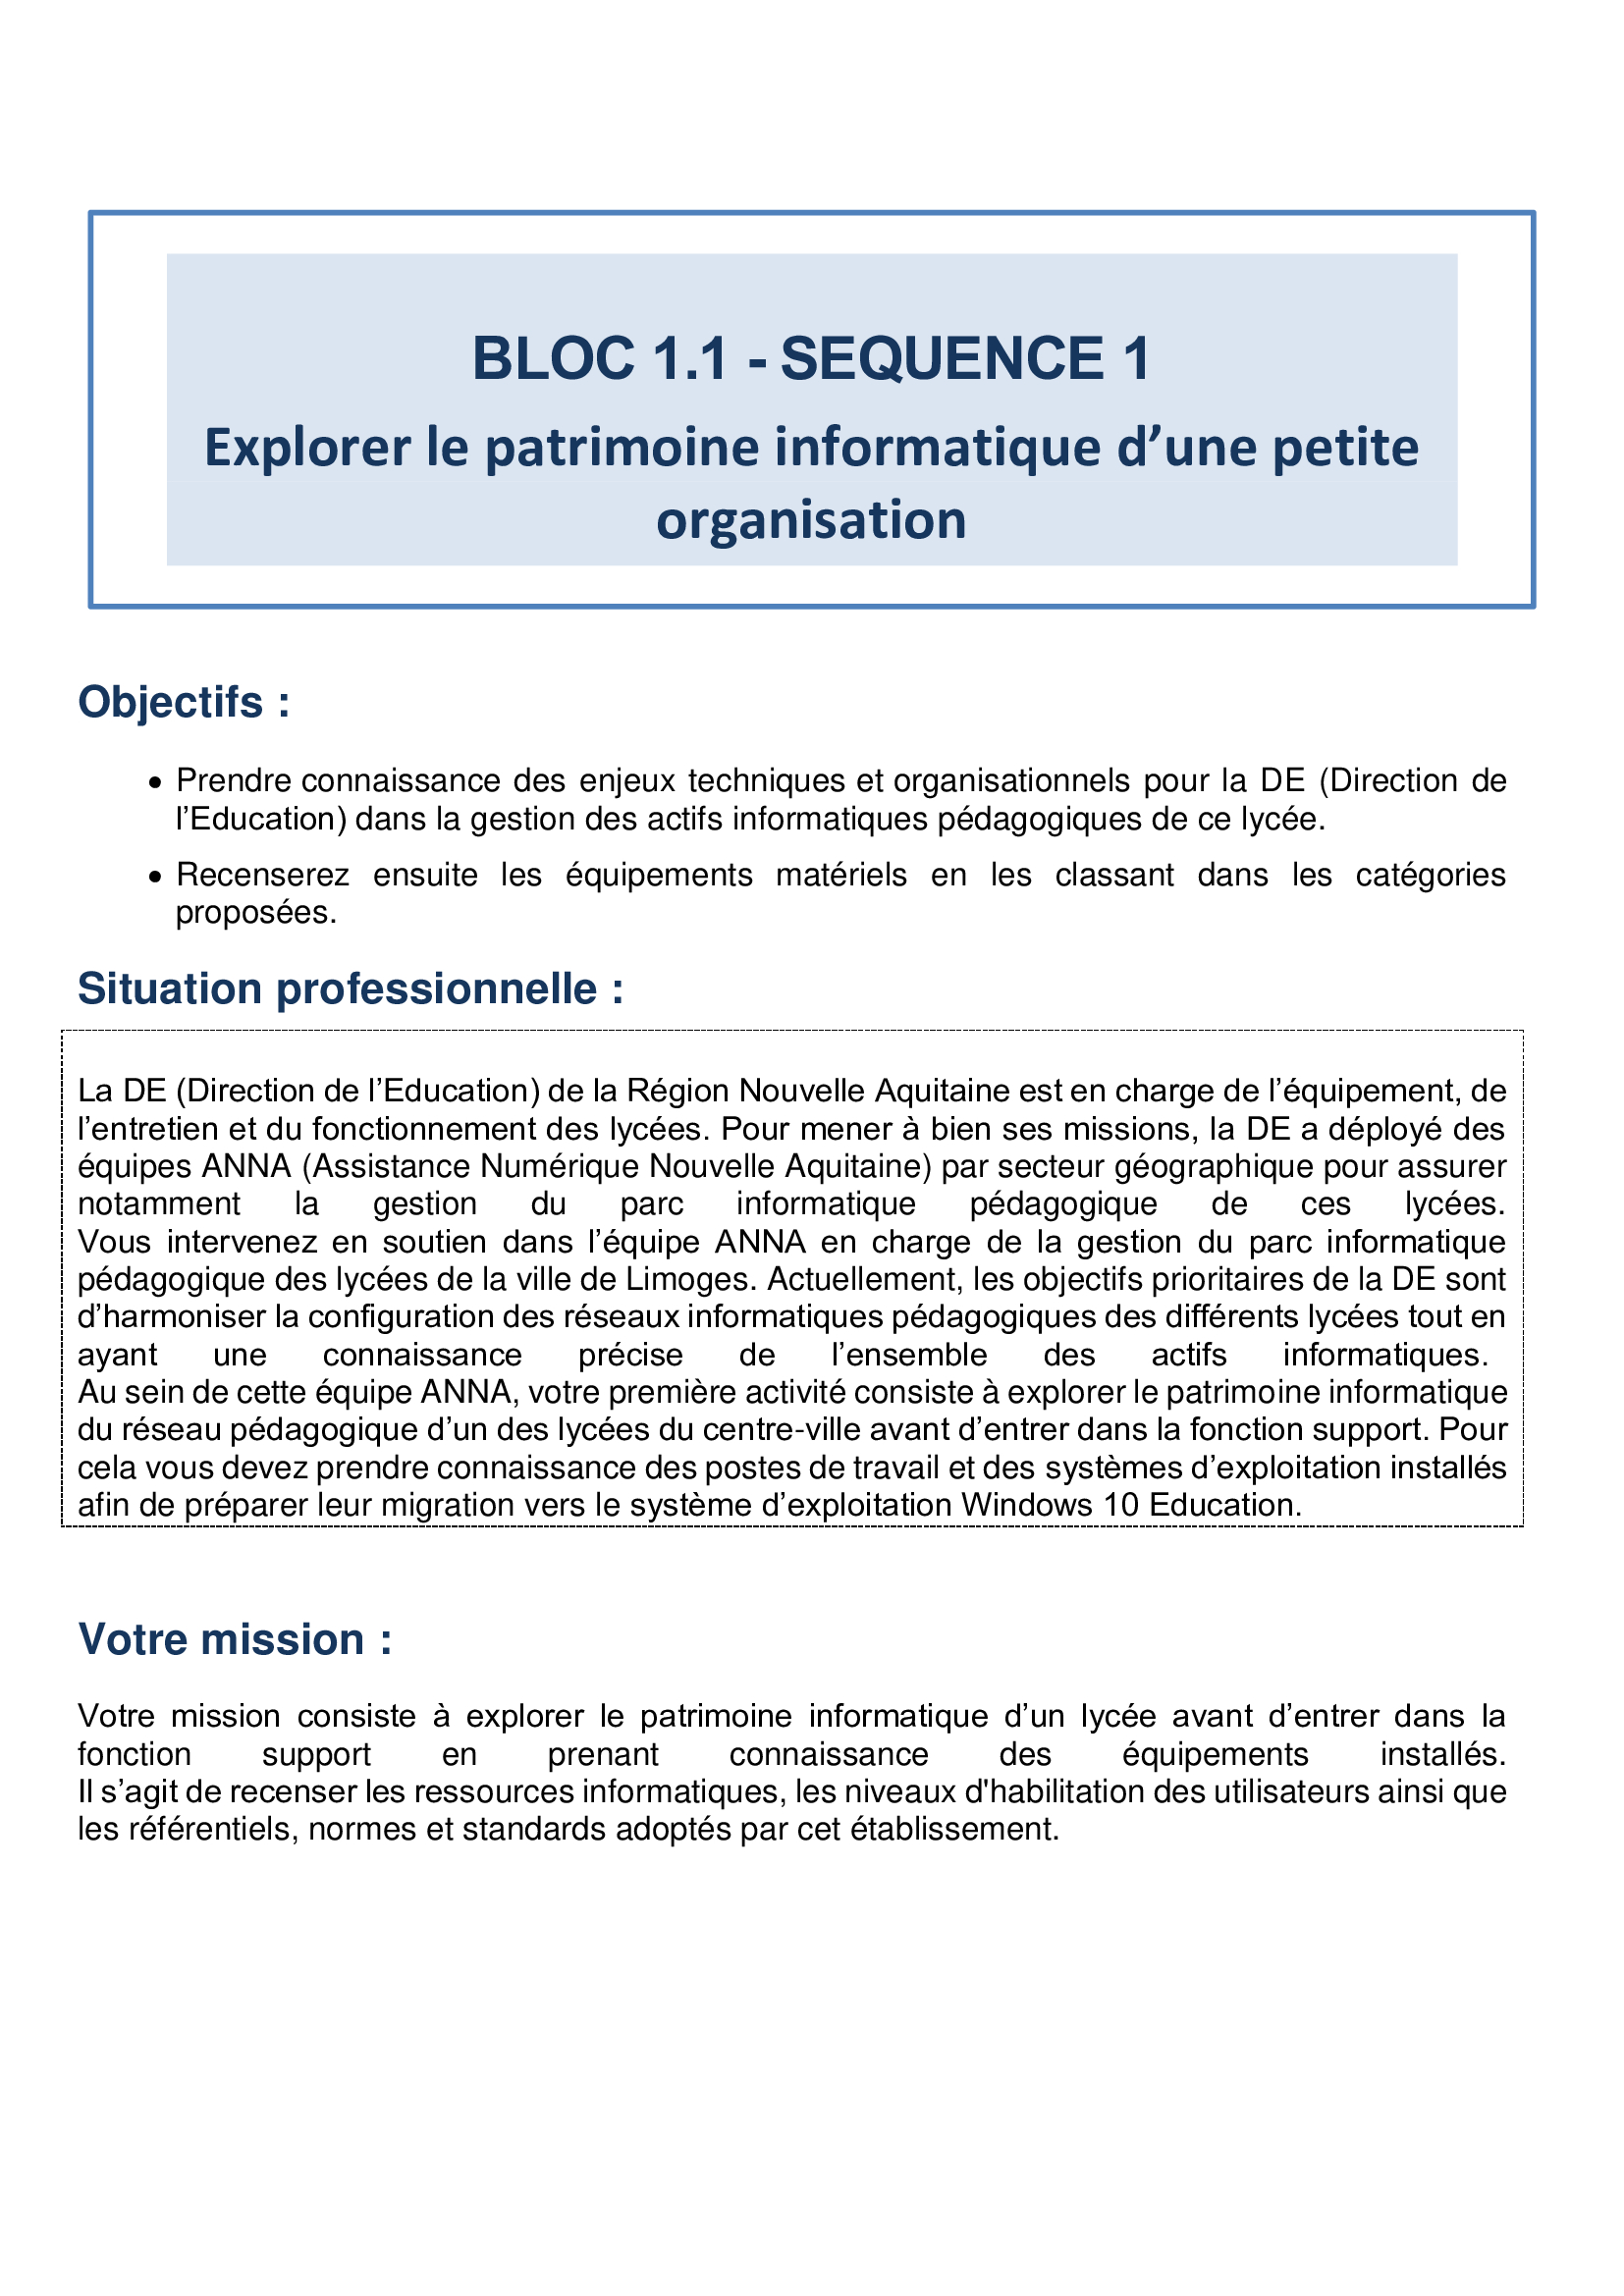 BLOC 1.1 - SEQUENCE 1
Explorer le patrimoine informatique d’une petite
organisation
Objectifs :
• Prendre connaissance des enjeux techniques et organisationnels pour la DE (Direction de
l’Education) dans la gestion des actifs informatiques pédagogiques de ce lycée.
• Recenserez ensuite les équipements matériels en les classant dans les catégories
proposées.
Situation professionnelle :
La DE (Direction de l’Education) de la Région Nouvelle Aquitaine est en charge de l’équipement, de
l’entretien et du fonctionnement des lycées. Pour mener à bien ses missions, la DE a déployé des
équipes ANNA (Assistance Numérique Nouvelle Aquitaine) par secteur géographique pour assurer
notamment la gestion du parc informatique pédagogique de ces lycées.
Vous intervenez en soutien dans l’équipe ANNA en charge de la gestion du parc informatique
pédagogique des lycées de la ville de Limoges. Actuellement, les objectifs prioritaires de la DE sont
d’harmoniser la configuration des réseaux informatiques pédagogiques des différents lycées tout en
ayant une connaissance précise de l’ensemble des actifs informatiques.
Au sein de cette équipe ANNA, votre première activité consiste à explorer le patrimoine informatique
du réseau pédagogique d’un des lycées du centre-ville avant d’entrer dans la fonction support. Pour
cela vous devez prendre connaissance des postes de travail et des systèmes d’exploitation installés
afin de préparer leur migration vers le système d’exploitation Windows 10 Education.
Votre mission :
Votre mission consiste à explorer le patrimoine informatique d’un lycée avant d’entrer dans la
fonction support en prenant connaissance des équipements installés.
Il s’agit de recenser les ressources informatiques, les niveaux d'habilitation des utilisateurs ainsi que
les référentiels, normes et standards adoptés par cet établissement.